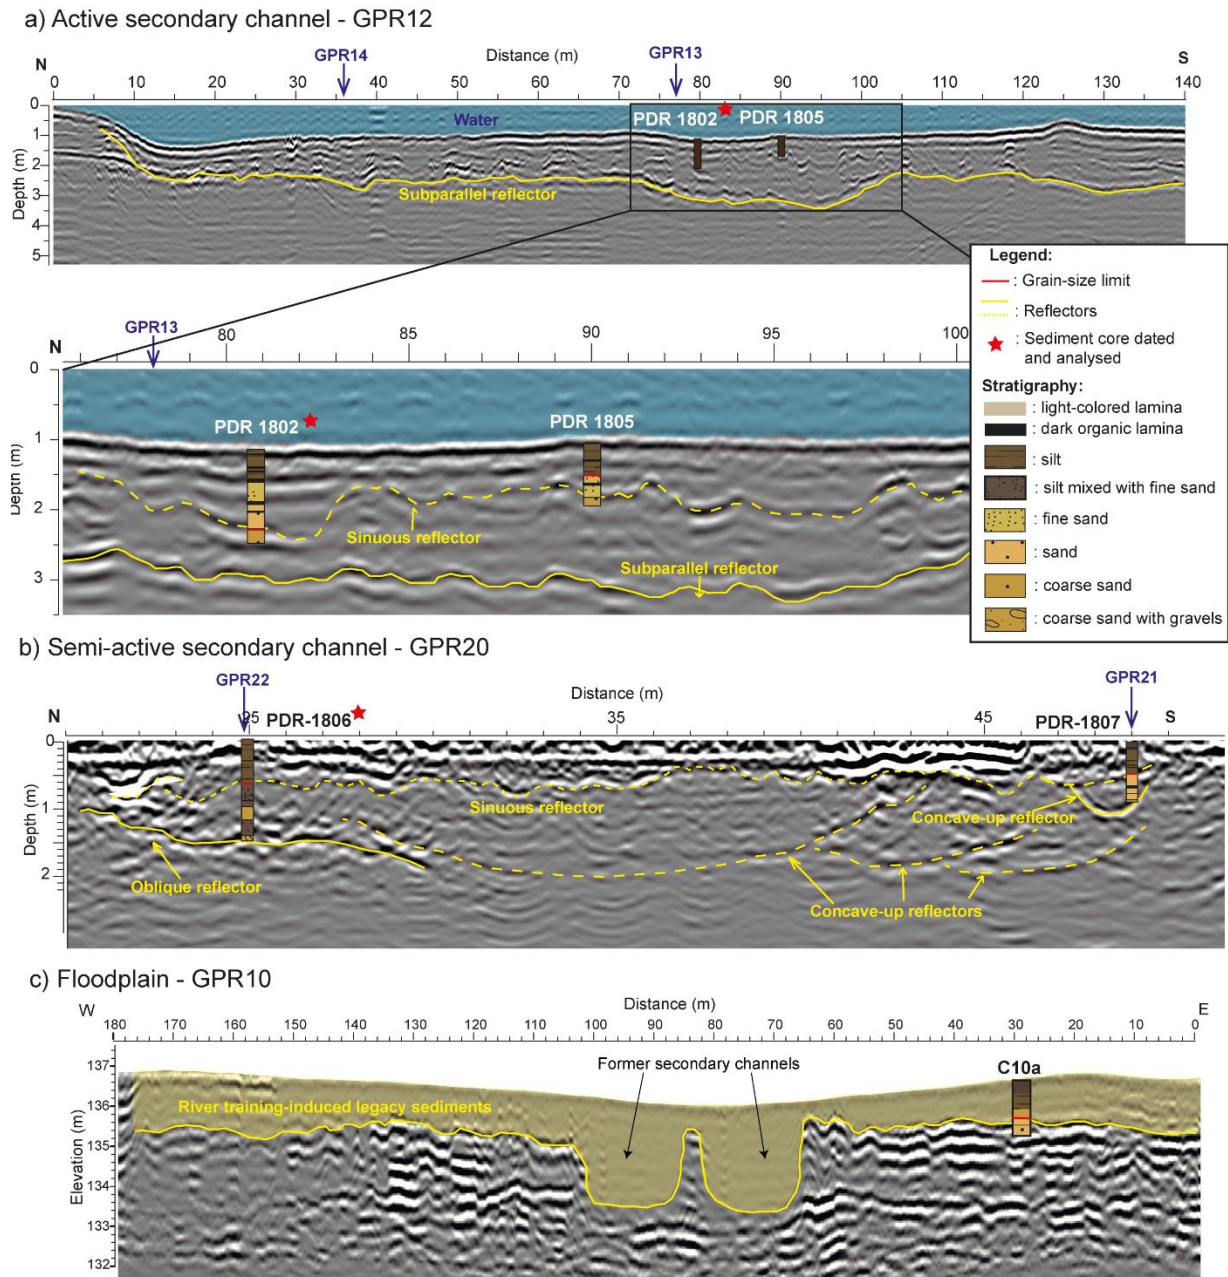 a) Active secondary channel - GPR12
GPR14
Distance (m)
GPR13
N
S
0 10 20 30 40 50 60 70 80 90 100 110 120 130 140
Water
PDR 1802
PDR 1805
Subparallel reflector
Depth (m)
0
1
2
3
4
5
GPR13
N
80 85 90 95 100
PDR 1802
PDR 1805
Sinuous reflector
Subparallel reflector
Depth (m)
0
1
2
3
Legend:
: Grain-size limit
: Reflectors
: Sediment core dated
and analysed
Stratigraphy:
: light-colored lamina
: dark organic lamina
: silt
: silt mixed with fine sand
: fine sand
: sand
: coarse sand
: coarse sand with gravels
b) Semi-active secondary channel - GPR20
GPR22
Distance (m)
GPR21
N
25
PDR-1806
35
45
PDR-1807
S
Sinuous reflector
Concave-up reflector
Oblique reflector
Concave-up reflectors
Depth (m)
0
1
2
c) Floodplain - GPR10
W
Distance (m)
E
180 170 160 150 140 130 120 110 100 90 80 70 60 50 40 30 20 10 0
Former secondary channels
C10a
River training-induced legacy sediments
Elevation (m)
137
136
135
134
133
132